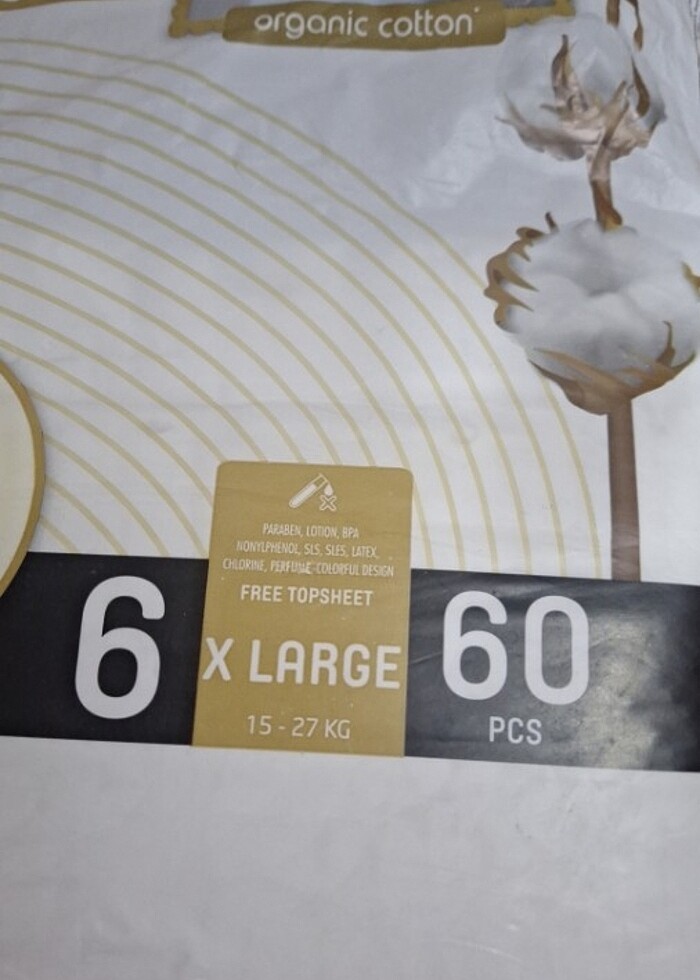 organic cotton*
PARABEN, LOTION, BPA
NONYLPHENOL, SLS, SLES, LATEX,
CHLORINE, PERFUME, COLORFUL DESIGN
FREE TOPSHEET
6
X LARGE
60
15 - 27 KG
PCS